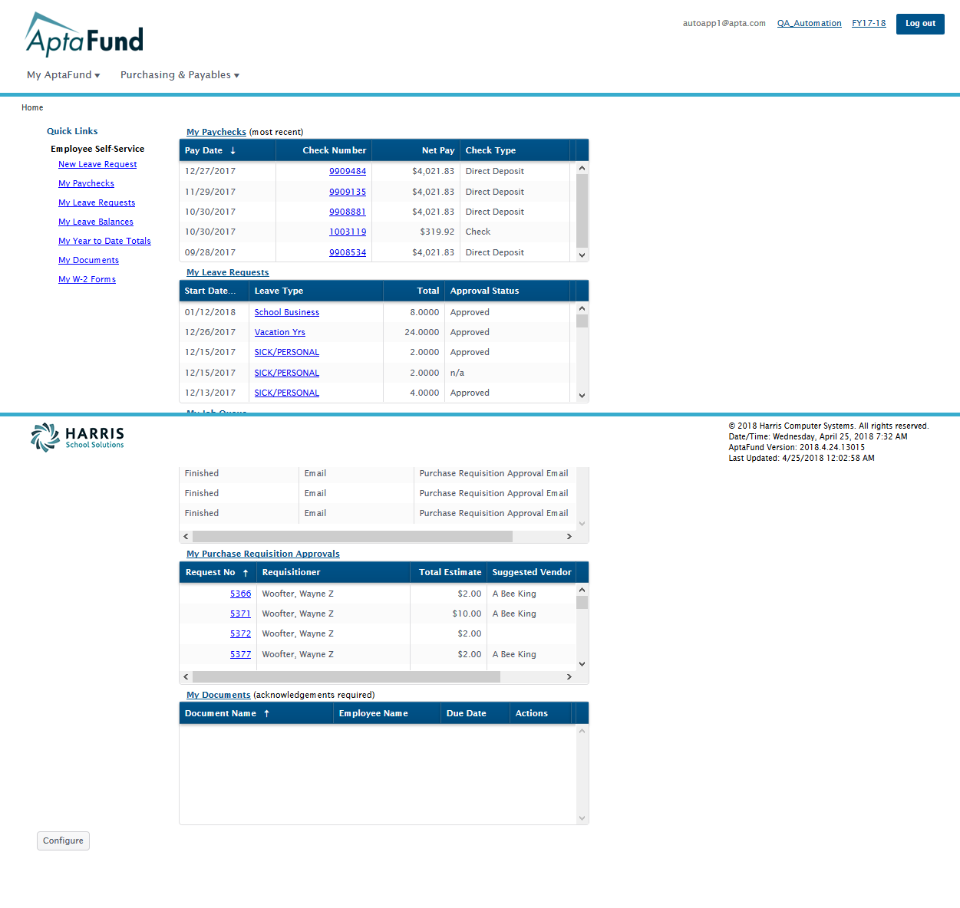 AptaFund
autoapp1@apta.com QA_Automation FY17-18 Log out
My AptaFund ▾ Purchasing & Payables ▾
Home
Quick Links
Employee Self-Service
New Leave Request
My Paychecks
My Leave Requests
My Leave Balances
My Year to Date Totals
My Documents
My W-2 Forms
My Paychecks (most recent)
Pay Date ↓ Check Number Net Pay Check Type
12/27/2017 9909484 $4,021.83 Direct Deposit
11/29/2017 9909135 $4,021.83 Direct Deposit
10/30/2017 9908881 $4,021.83 Direct Deposit
10/30/2017 1003119 $319.92 Check
09/28/2017 9908534 $4,021.83 Direct Deposit
My Leave Requests
Start Date... Leave Type Total Approval Status
01/12/2018 School Business 8.0000 Approved
12/26/2017 Vacation Yrs 24.0000 Approved
12/15/2017 SICK/PERSONAL 2.0000 Approved
12/15/2017 SICK/PERSONAL 2.0000 n/a
12/13/2017 SICK/PERSONAL 4.0000 Approved
My Job Queue
HARRIS
School Solutions
© 2018 Harris Computer Systems. All rights reserved.
Date/Time: Wednesday, April 25, 2018 7:32 AM
AptaFund Version: 2018.4.24.13015
Last Updated: 4/25/2018 12:02:58 AM
Finished Email Purchase Requisition Approval Email
Finished Email Purchase Requisition Approval Email
Finished Email Purchase Requisition Approval Email
My Purchase Requisition Approvals
Request No ↑ Requisitioner Total Estimate Suggested Vendor
5366 Woofter, Wayne Z $2.00 A Bee King
5371 Woofter, Wayne Z $10.00 A Bee King
5372 Woofter, Wayne Z $2.00
5377 Woofter, Wayne Z $2.00 A Bee King
My Documents (acknowledgements required)
Document Name ↑ Employee Name Due Date Actions
Configure